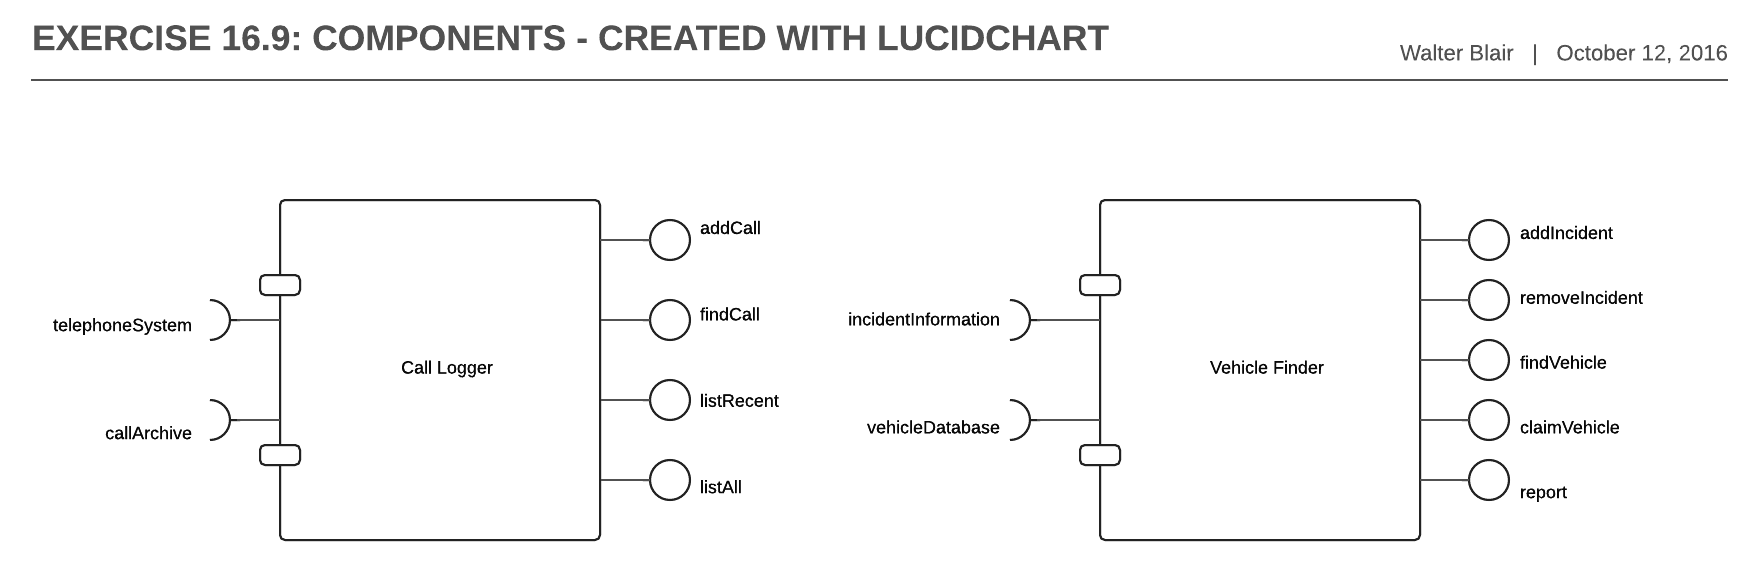 EXERCISE 16.9: COMPONENTS - CREATED WITH LUCIDCHART
Walter Blair | October 12, 2016
telephoneSystem
callArchive
Call Logger
addCall
findCall
listRecent
listAll
incidentInformation
vehicleDatabase
Vehicle Finder
addIncident
removeIncident
findVehicle
claimVehicle
report